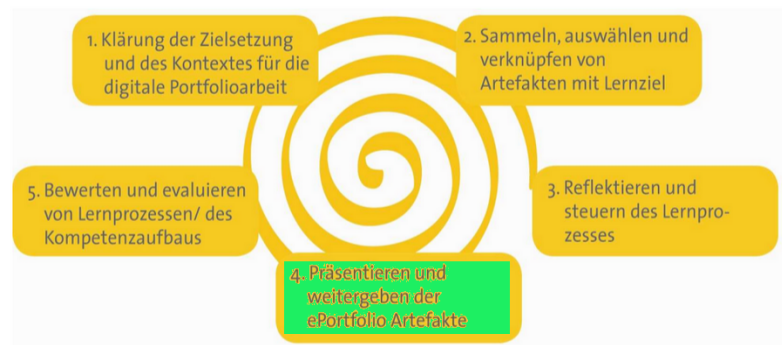 1. Klärung der Zielsetzung
und des Kontextes für die
digitale Portfolioarbeit
2. Sammeln, auswählen und
verknüpfen von
Artefakten mit Lernziel
3. Reflektieren und
steuern des Lernpro-
zesses
4. Präsentieren und
weitergeben der
ePortfolio Artefakte
5. Bewerten und evaluieren
von Lernprozessen/ des
Kompetenzaufbaus